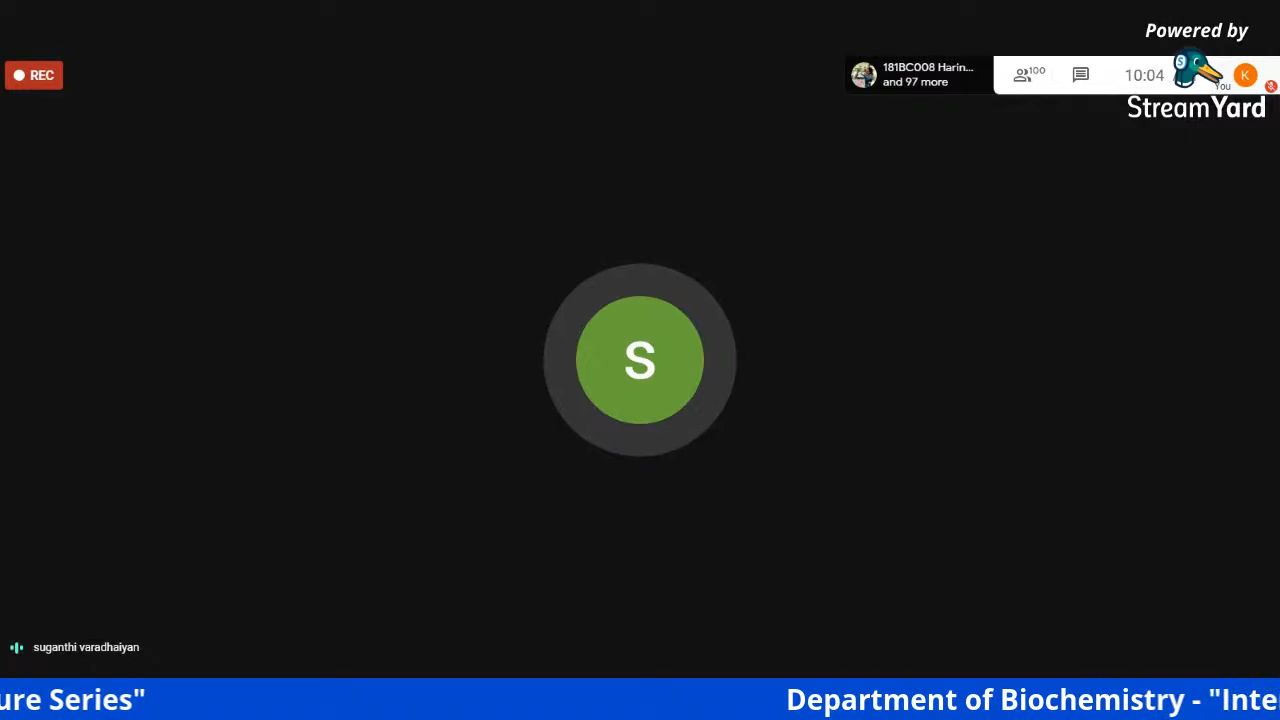 Powered by
REC
181BC008 Harin...
and 97 more
100
10:04
You
K
StreamYard
S
suganthi varadhaiyan
ure Series"
Department of Biochemistry - "Inte